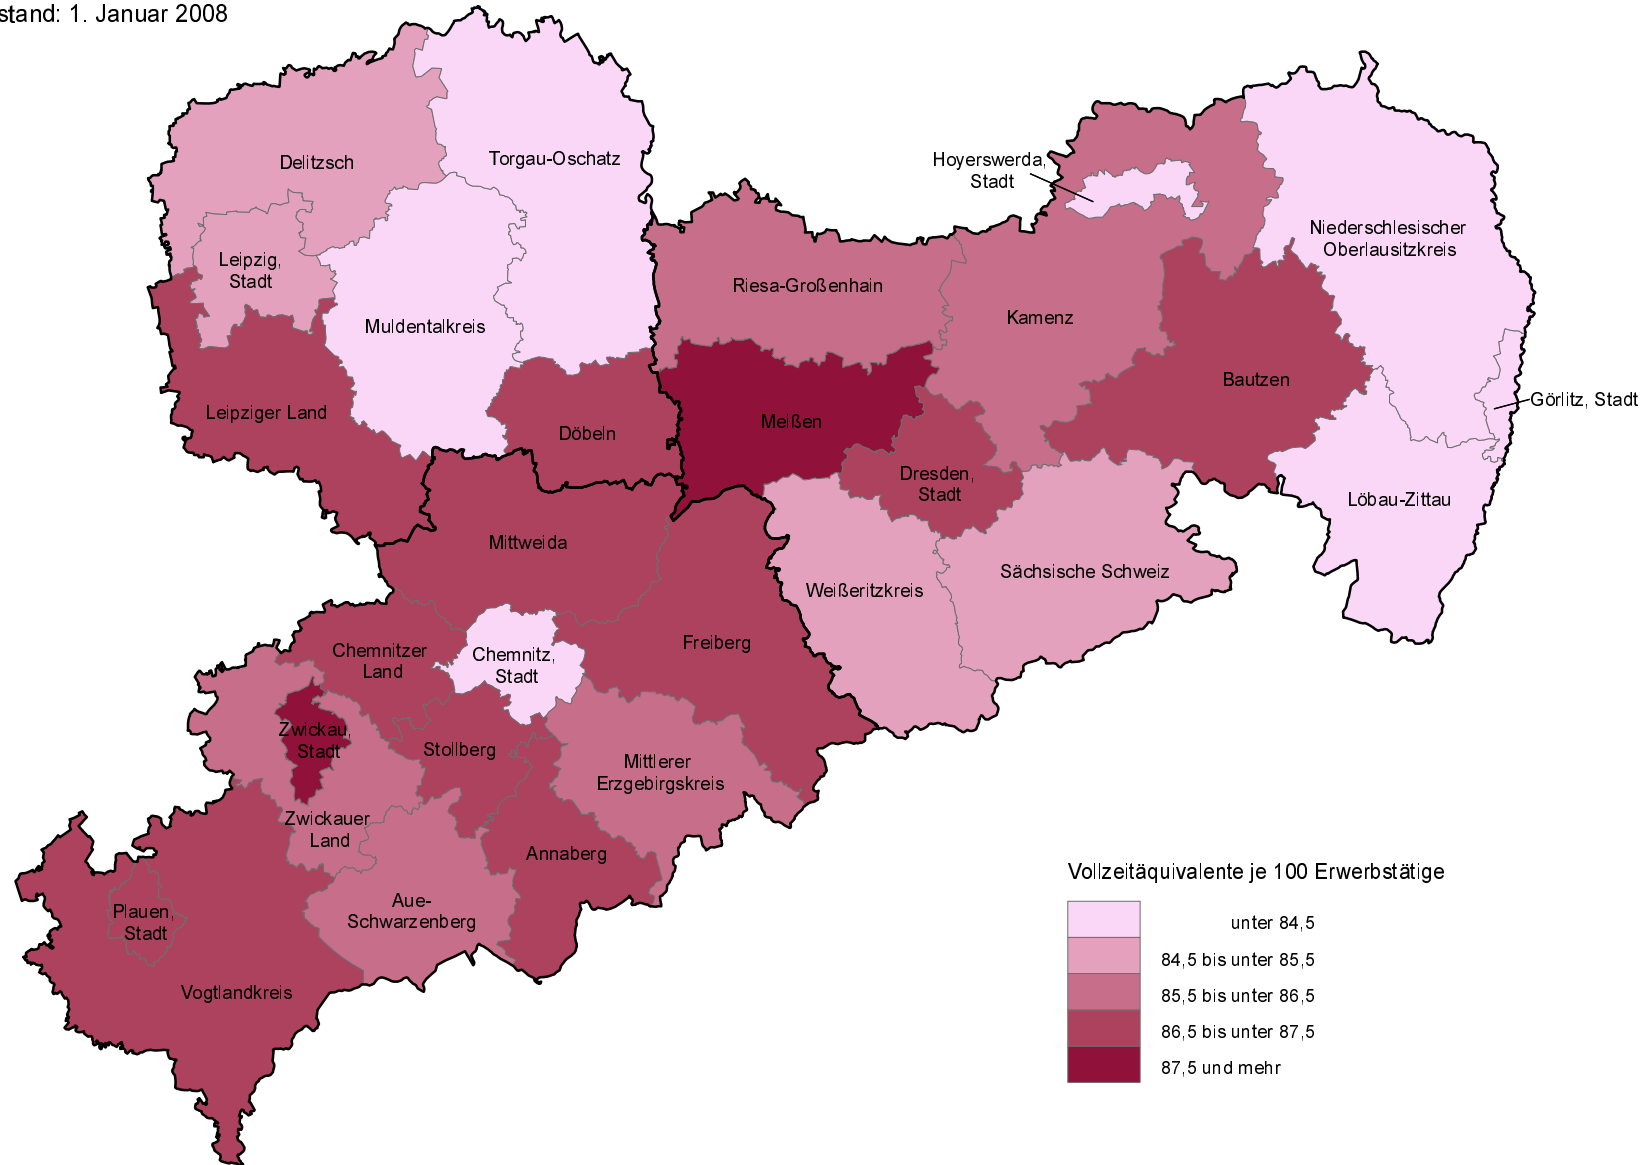 stand: 1. Januar 2008
Delitzsch
Torgau-Oschatz
Hoyerswerda,
Stadt
Niederschlesischer
Oberlausitzkreis
Leipzig,
Stadt
Riesa-Großenhain
Kamenz
Muldentalkreis
Bautzen
Görlitz, Stadt
Leipziger Land
Döbeln
Meißen
Dresden,
Stadt
Löbau-Zittau
Mittweida
Sächsische Schweiz
Weißeritzkreis
Chemnitzer
Land
Chemnitz,
Stadt
Freiberg
Zwickau,
Stadt
Stollberg
Mittlerer
Erzgebirgskreis
Zwickauer
Land
Annaberg
Aue-
Schwarzenberg
Plauen,
Stadt
Vogtlandkreis
Vollzeitäquivalente je 100 Erwerbstätige
unter 84,5
84,5 bis unter 85,5
85,5 bis unter 86,5
86,5 bis unter 87,5
87,5 und mehr